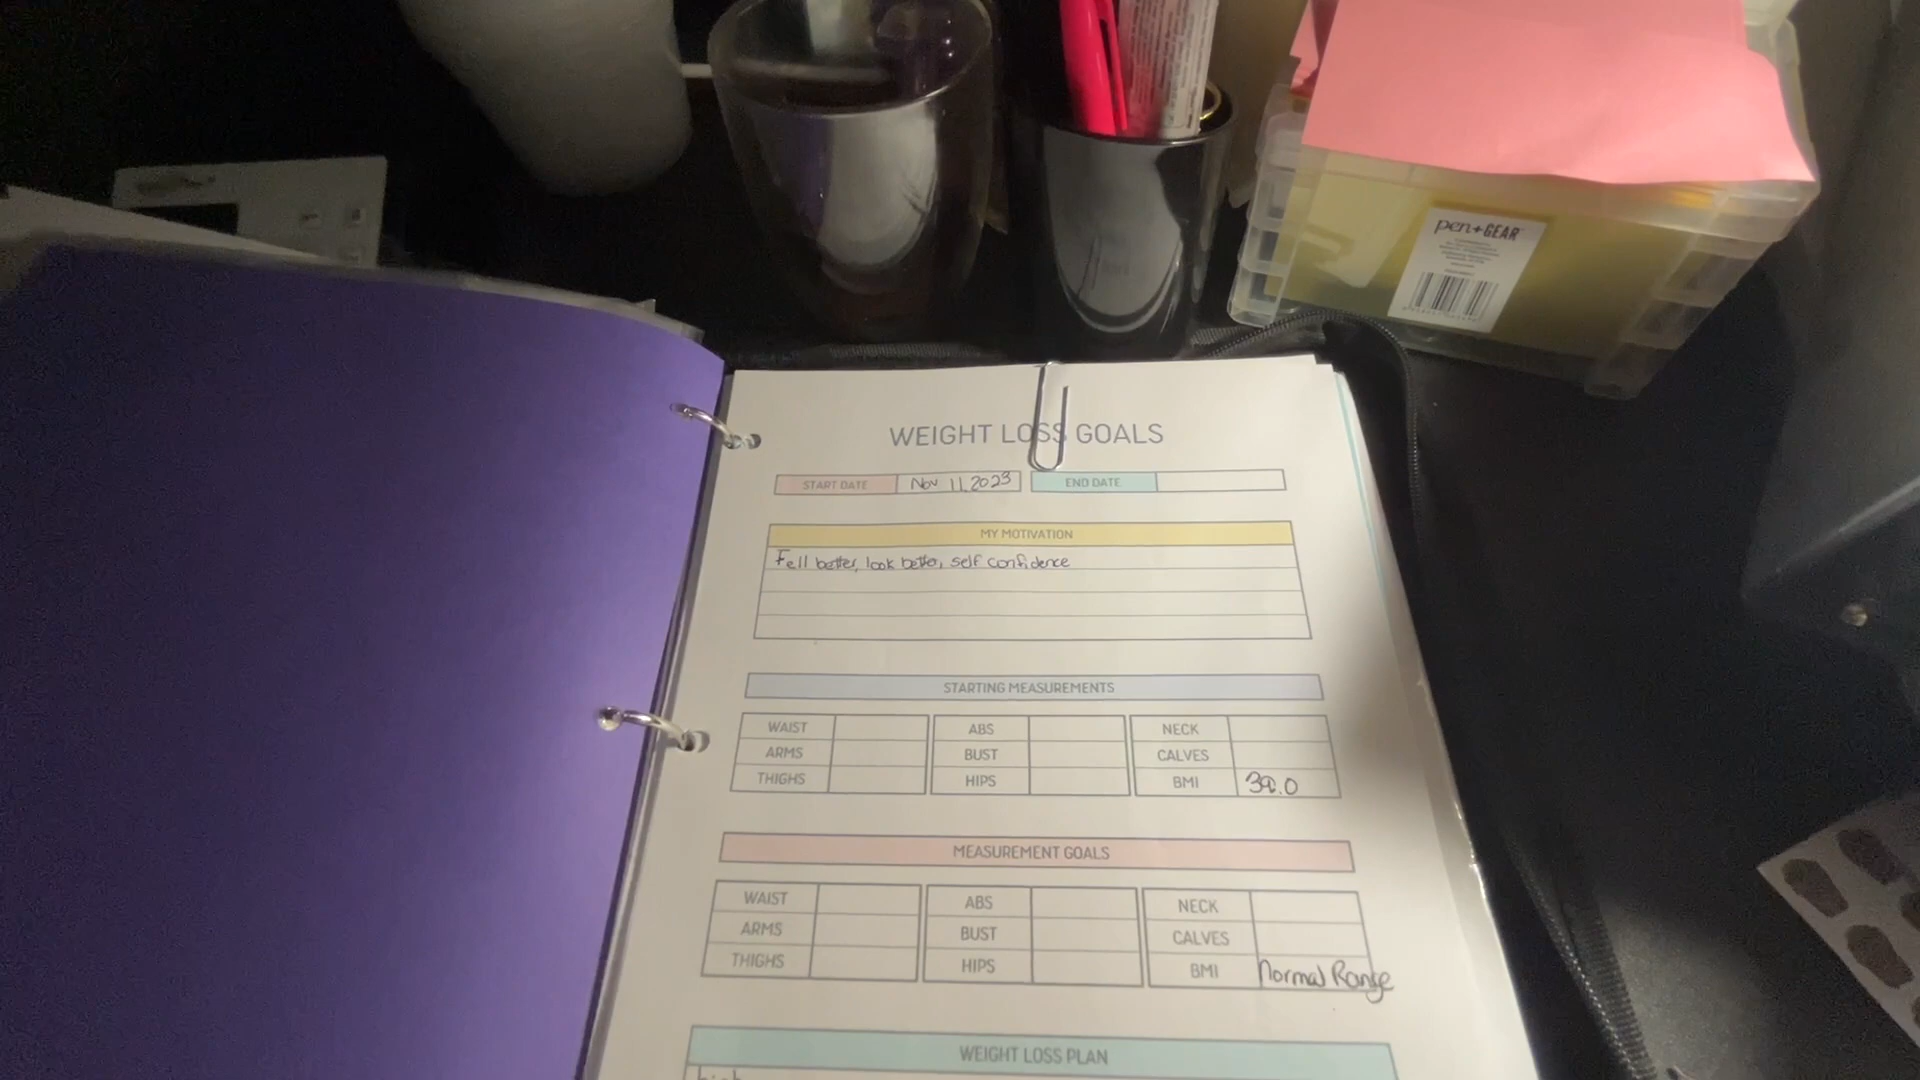 pen+GEAR
WEIGHT LOSS GOALS
START DATE Nov 11, 2023 END DATE
MY MOTIVATION
Fell better, look better, self confidence
STARTING MEASUREMENTS
WAIST ABS NECK
ARMS BUST CALVES
THIGHS HIPS BMI 39.0
MEASUREMENT GOALS
WAIST ABS NECK
ARMS BUST CALVES
THIGHS HIPS BMI Normal Range
WEIGHT LOSS PLAN